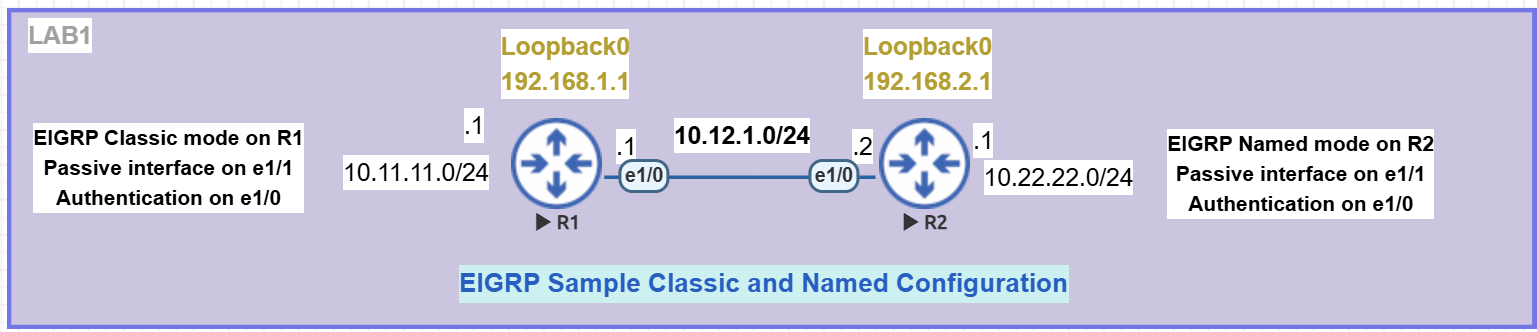 LAB1
Loopback0
192.168.1.1
Loopback0
192.168.2.1
EIGRP Classic mode on R1
Passive interface on e1/1
Authentication on e1/0
.1
10.11.11.0/24
.1
e1/0
10.12.1.0/24
.2
e1/0
.1
10.22.22.0/24
EIGRP Named mode on R2
Passive interface on e1/1
Authentication on e1/0
R1
R2
EIGRP Sample Classic and Named Configuration